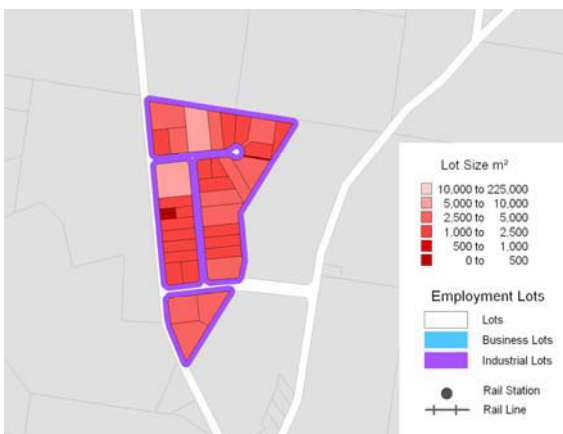 Lot Size m²
10,000 to 225,000
5,000 to 10,000
2,500 to 5,000
1,000 to 2,500
500 to 1,000
0 to 500
Employment Lots
Lots
Business Lots
Industrial Lots
Rail Station
Rail Line